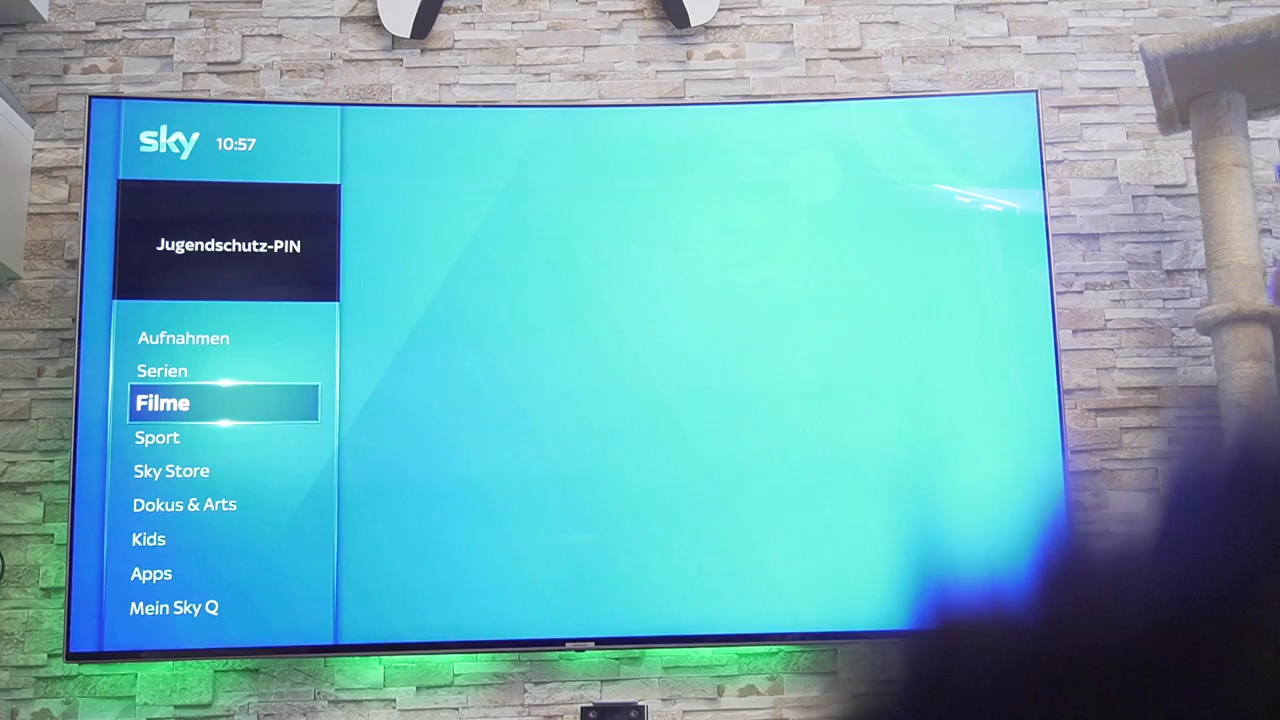 sky 10:57
Jugendschutz-PIN
Aufnahmen
Serien
Filme
Sport
Sky Store
Dokus & Arts
Kids
Apps
Mein Sky Q